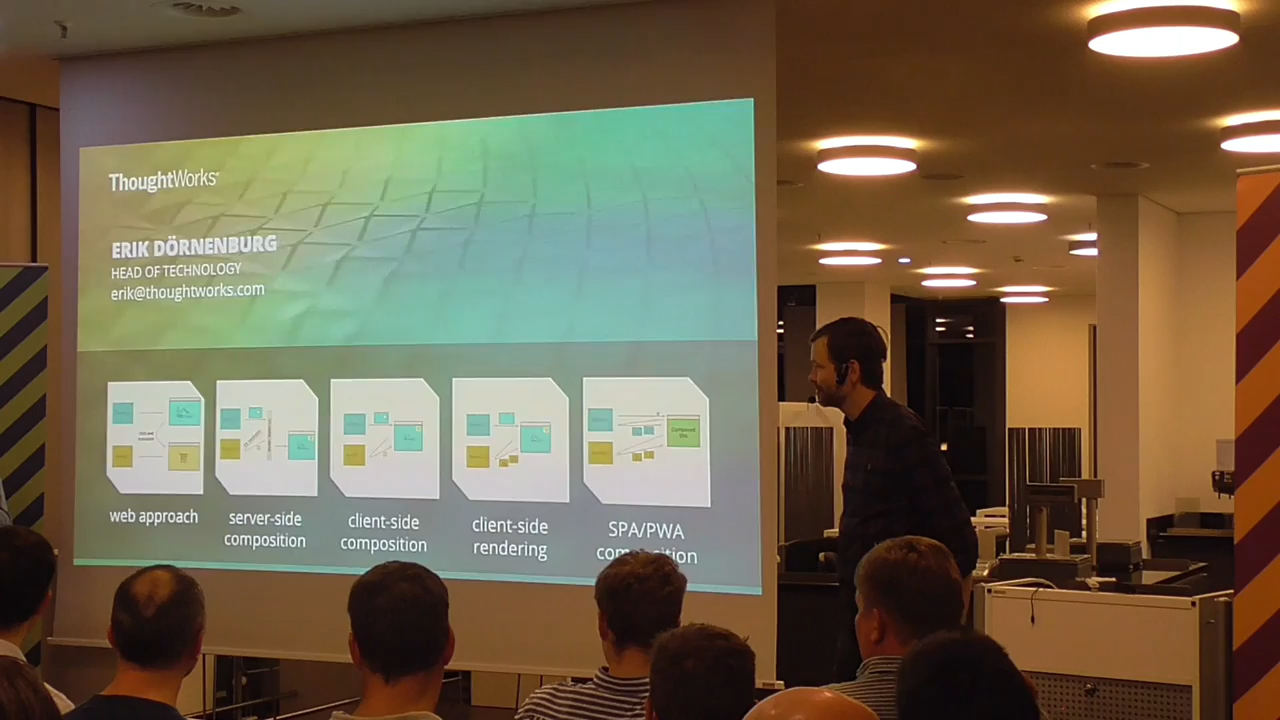 ThoughtWorks®
ERIK DÖRNENBURG
HEAD OF TECHNOLOGY
erik@thoughtworks.com
web approach
server-side
composition
client-side
composition
client-side
rendering
SPA/PWA
composition